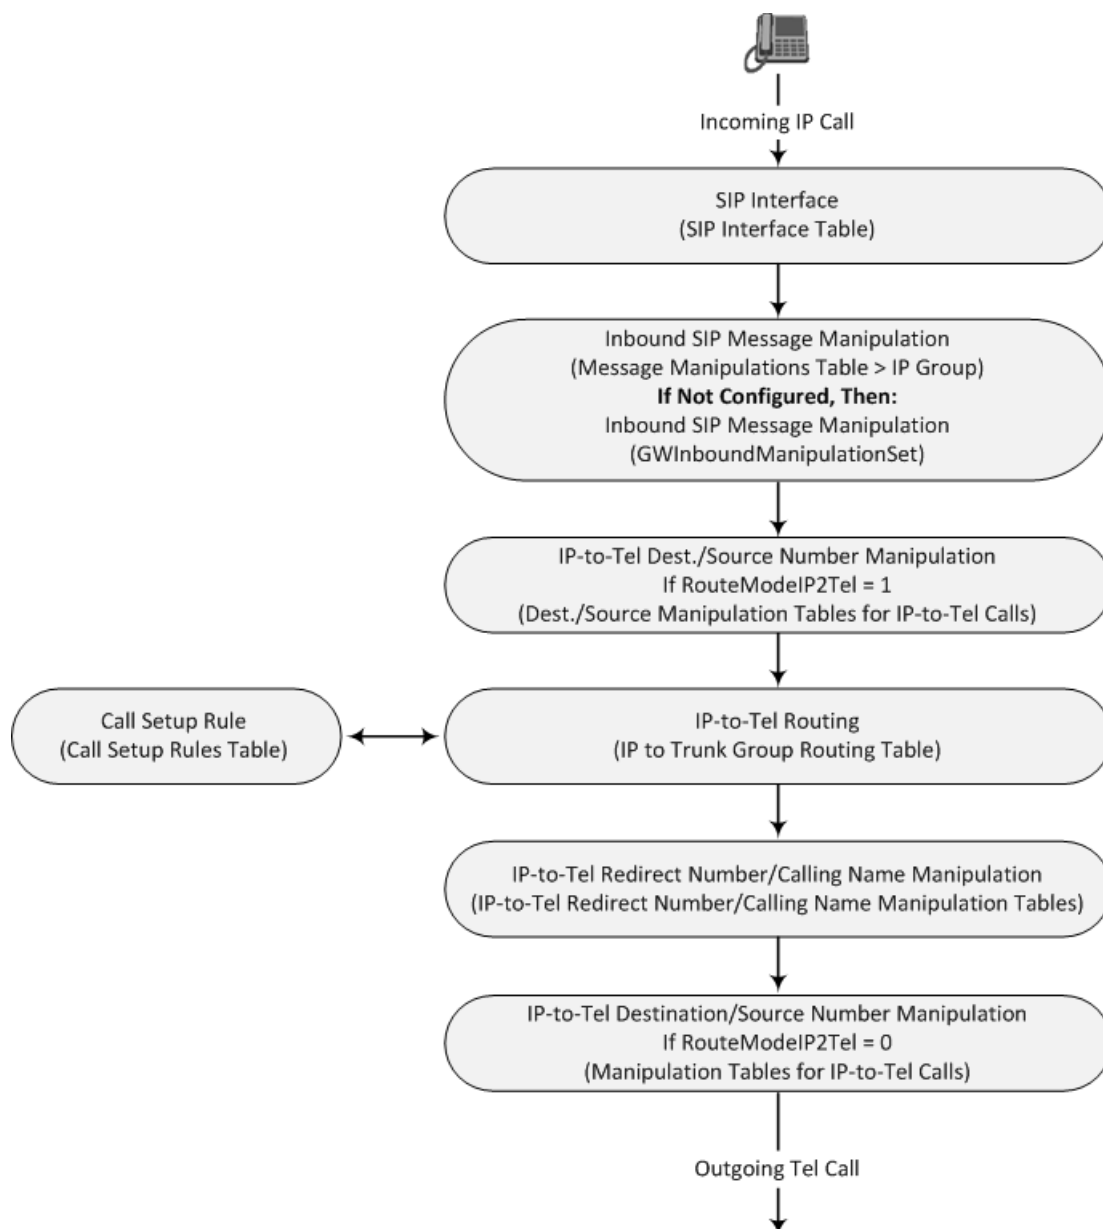 Incoming IP Call
SIP Interface
(SIP Interface Table)
Inbound SIP Message Manipulation
(Message Manipulations Table > IP Group)
If Not Configured, Then:
Inbound SIP Message Manipulation
(GWInboundManipulationSet)
IP-to-Tel Dest./Source Number Manipulation
If RouteModeIP2Tel = 1
(Dest./Source Manipulation Tables for IP-to-Tel Calls)
Call Setup Rule
(Call Setup Rules Table)
IP-to-Tel Routing
(IP to Trunk Group Routing Table)
IP-to-Tel Redirect Number/Calling Name Manipulation
(IP-to-Tel Redirect Number/Calling Name Manipulation Tables)
IP-to-Tel Destination/Source Number Manipulation
If RouteModeIP2Tel = 0
(Manipulation Tables for IP-to-Tel Calls)
Outgoing Tel Call